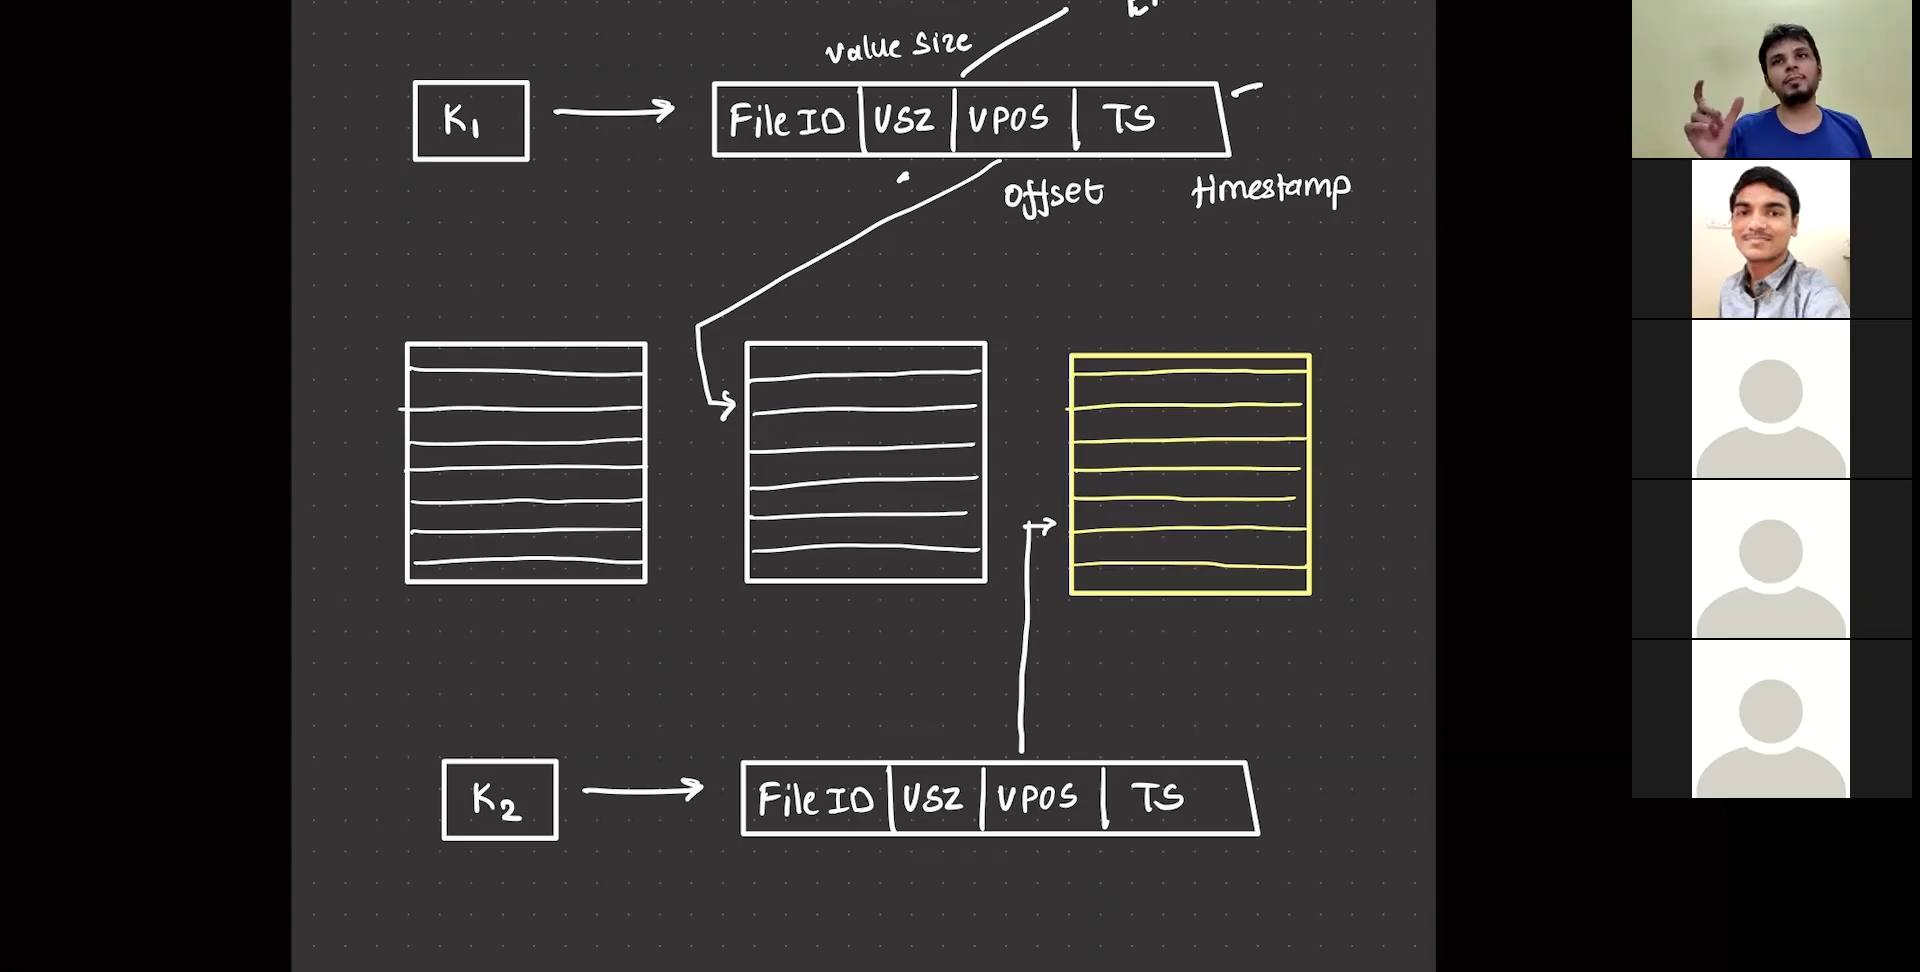 Value Size
K1
File ID VSZ VPOS TS
offset
timestamp
K2
File ID VSZ VPOS TS